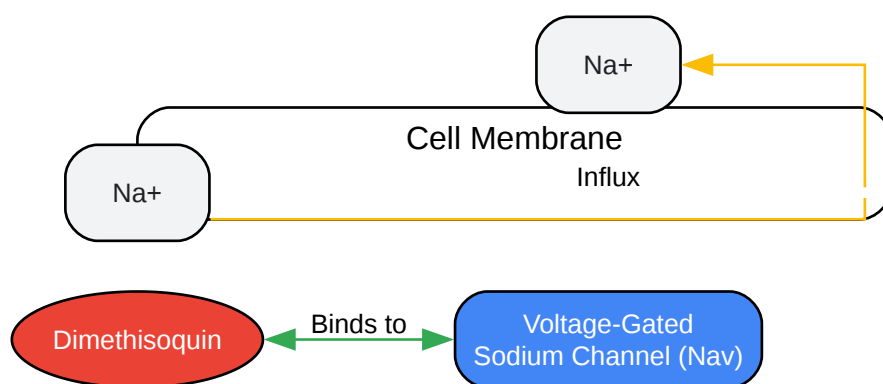 Na+
Cell Membrane
Influx
Na+
Dimethisoquin
Binds to
Voltage-Gated
Sodium Channel (Nav)